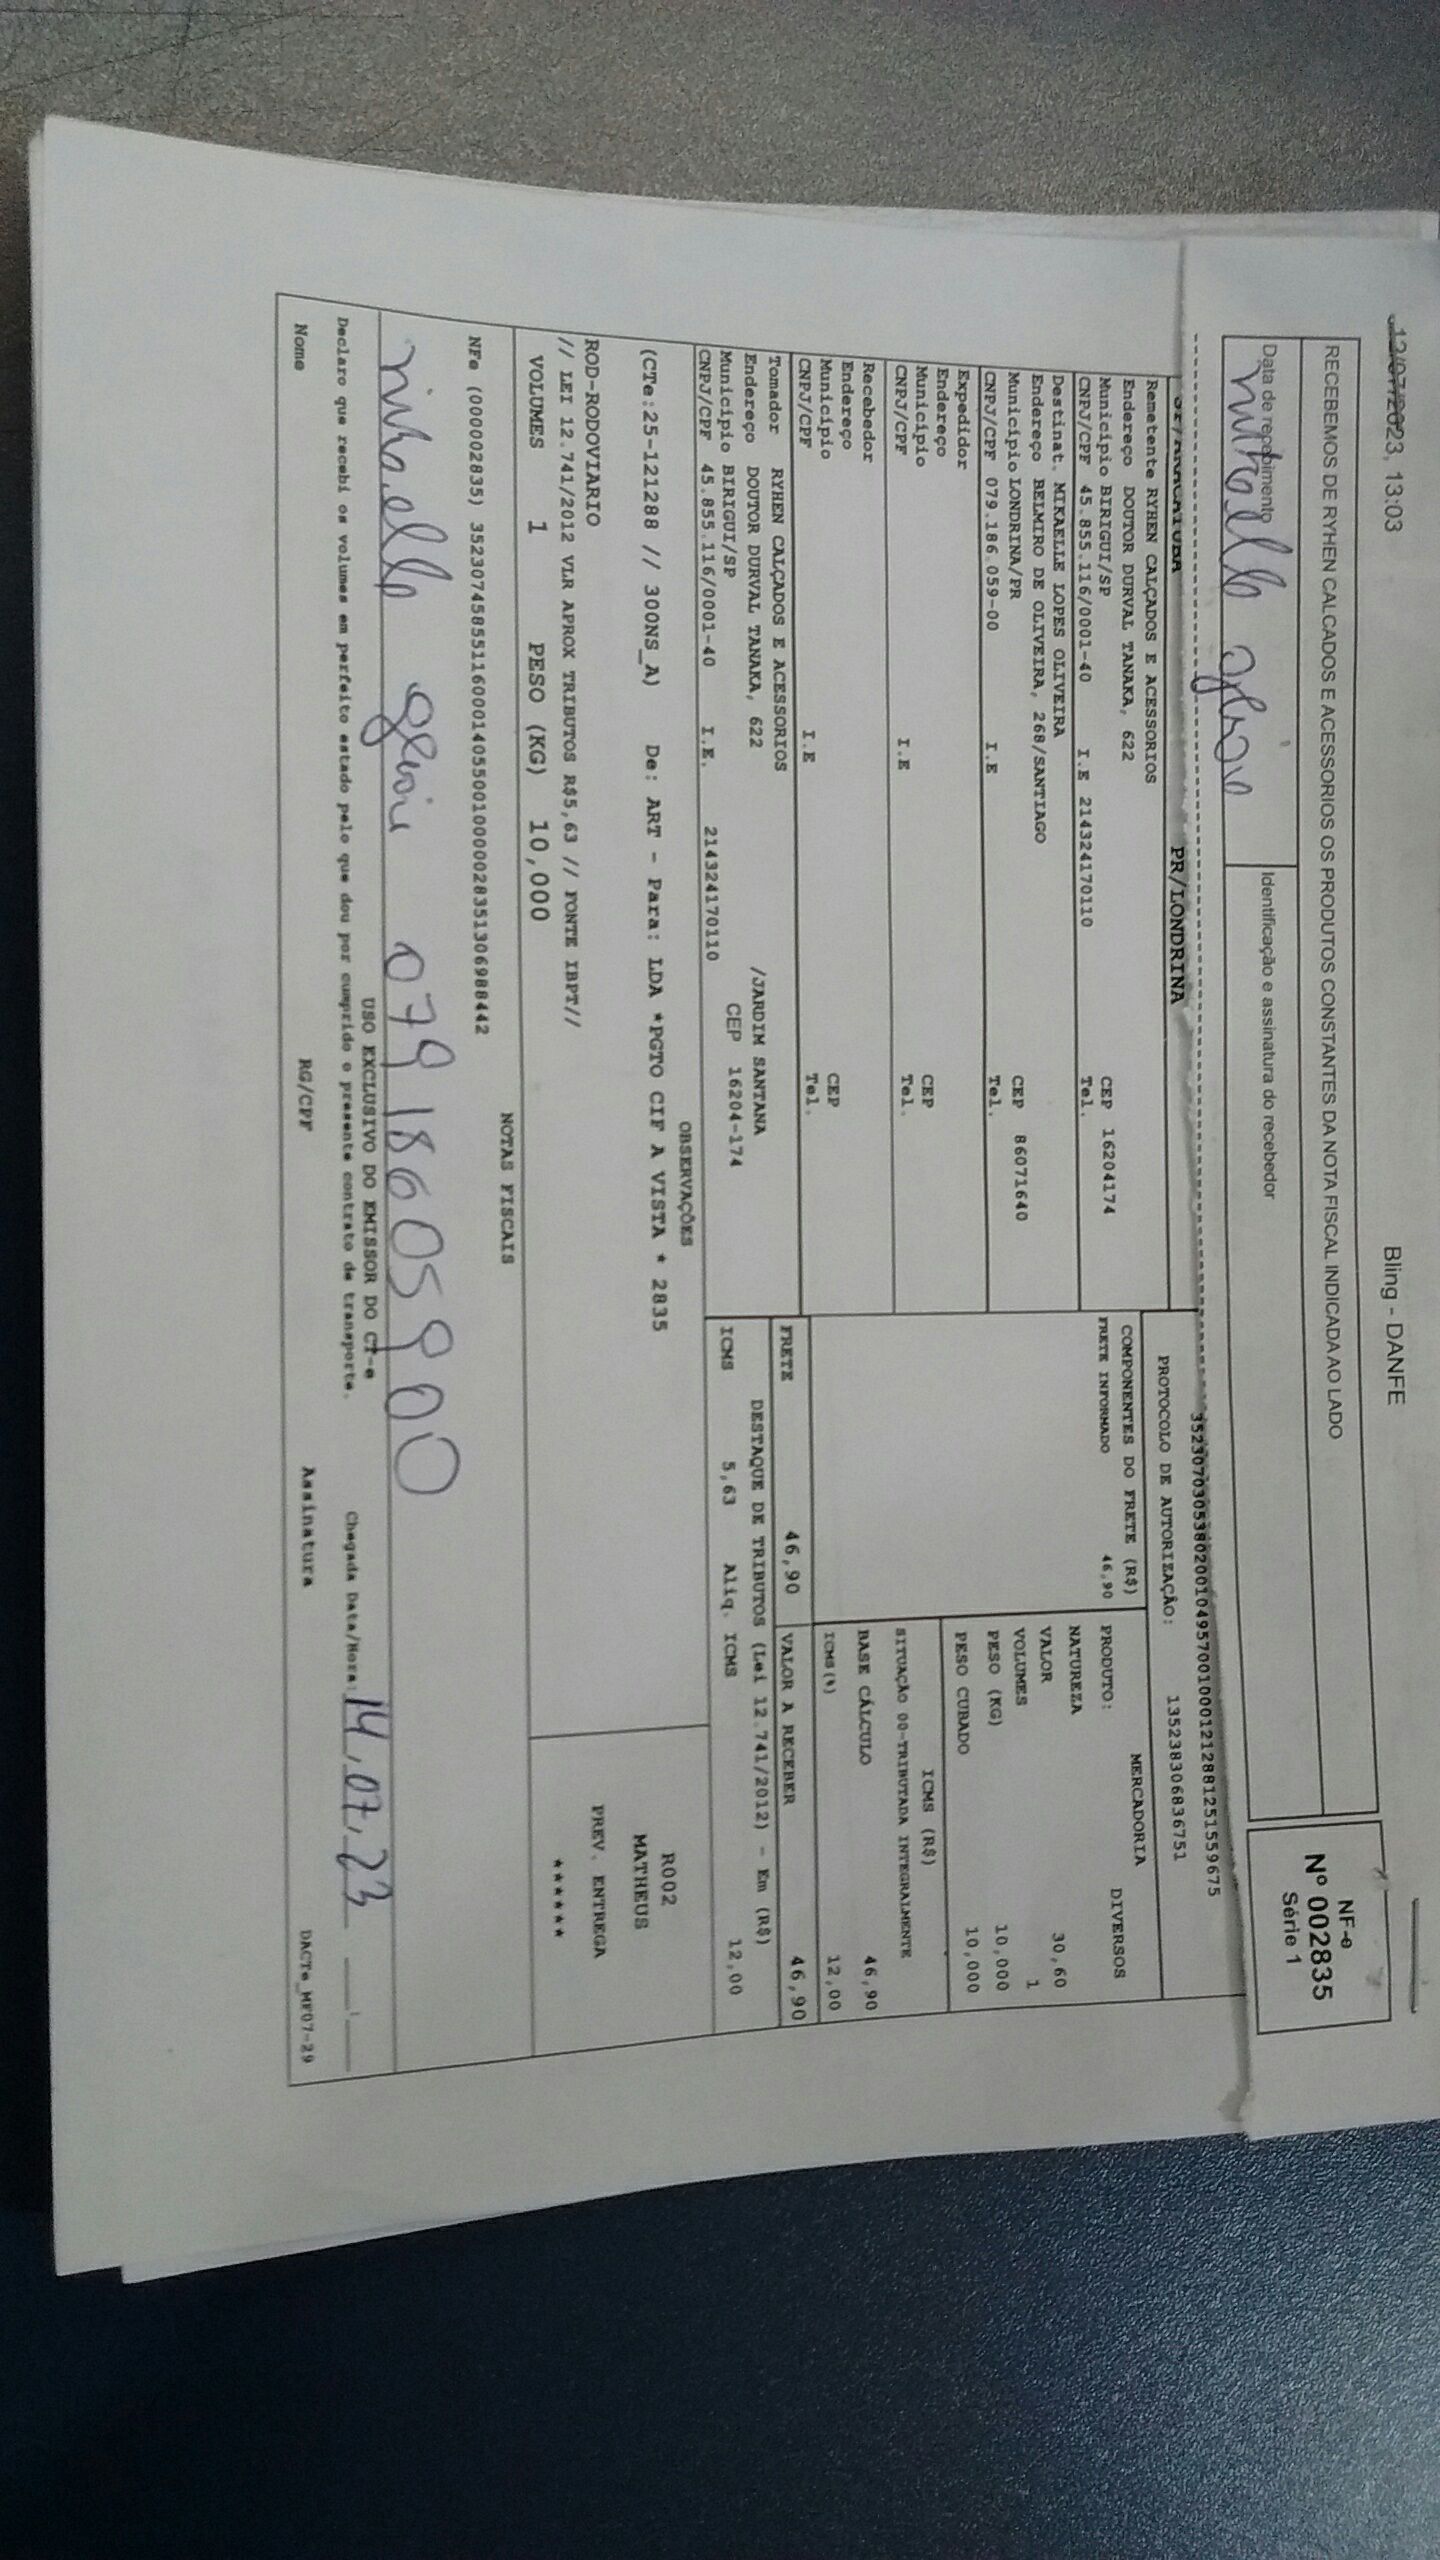 12/07/2023, 13:03
Bling - DANFE
RECEBEMOS DE RYHEN CALCADOS E ACESSORIOS OS PRODUTOS CONSTANTES DA NOTA FISCAL INDICADA AO LADO
Data de recebimento
Identificação e assinatura do recebedor
NF-e
Nº 002835
Série 1
Mikaelle
35230703053802001049570010001212881251559675
PR/LONDRINA
PROTOCOLO DE AUTORIZAÇÃO: 135238306836751
Remetente RYHEN CALÇADOS E ACESSORIOS
Endereço DOUTOR DURVAL TANAKA, 622
Município BIRIGUI/SP CEP 16204174
CNPJ/CPF 45.855.116/0001-40 I.E 214324170110 Tel.
Destinat. MIKAELLE LOPES OLIVEIRA
Endereço BELMIRO DE OLIVEIRA, 268/SANTIAGO
Município LONDRINA/PR CEP 86071640
CNPJ/CPF 079.186.059-00 I.E Tel.
Expedidor
Endereço
Município CEP
CNPJ/CPF I.E Tel.
Recebedor
Endereço
Município CEP
CNPJ/CPF I.E Tel.
Tomador RYHEN CALÇADOS E ACESSORIOS
Endereço DOUTOR DURVAL TANAKA, 622 /JARDIM SANTANA
Município BIRIGUI/SP CEP 16204-174
CNPJ/CPF 45.855.116/0001-40 I.E. 214324170110
COMPONENTES DO FRETE (R$)
FRETE INFORMADO 46,90
MERCADORIA
PRODUTO: DIVERSOS
NATUREZA
VALOR 30,60
VOLUMES 1
PESO (KG) 10,000
PESO CUBADO 10,000
ICMS (R$)
SITUAÇÃO 00-TRIBUTADA INTEGRALMENTE
BASE CÁLCULO 46,90
ICMS(%) 12,00
FRETE 46,90 VALOR A RECEBER 46,90
DESTAQUE DE TRIBUTOS (Lei 12.741/2012) - Em (R$)
ICMS 5,63 Aliq. ICMS 12,00
OBSERVAÇÕES
(CTe:25-121288 // 300NS_A) De: ART - Para: LDA *PGTO CIF A VISTA * 2835
ROD-RODOVIARIO
// LEI 12.741/2012 VLR APROX TRIBUTOS R$5,63 // FONTE IBPT//
VOLUMES 1 PESO (KG) 10,000
R002
MATHEUS
PREV. ENTREGA
******
NOTAS FISCAIS
NFe (000002835) 35230745855116000140550010000028351306988442
Mikaelle 07918605900
USO EXCLUSIVO DO EMISSOR DO CT-e
Declaro que recebi os volumes em perfeito estado pelo que dou por cumprido o presente contrato de transporte.
Chegada Data/Hora: 14,07,23
Nome RG/CPF Assinatura DACTe_MF07-29